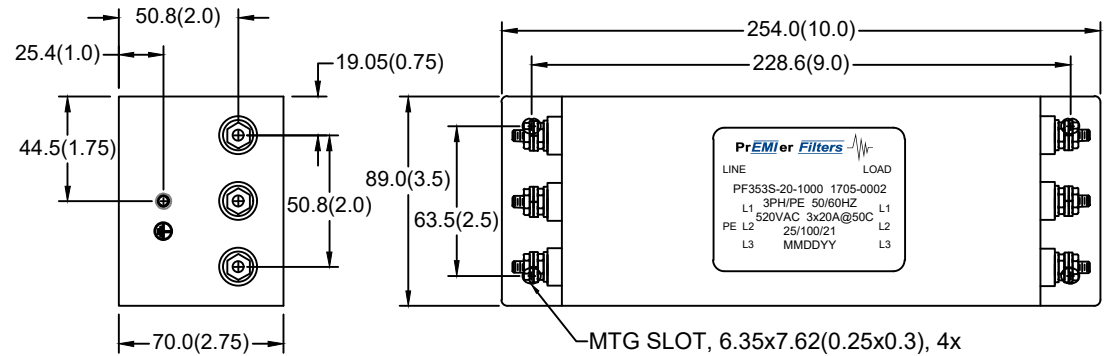 50.8(2.0)
25.4(1.0)
19.05(0.75)
44.5(1.75)
50.8(2.0)
70.0(2.75)
254.0(10.0)
228.6(9.0)
89.0(3.5)
63.5(2.5)
PrEMIer Filters
LINE LOAD
PF353S-20-1000 1705-0002
3PH/PE 50/60HZ
L1 L1
520VAC 3x20A@50C
PE L2 L2
25/100/21
L3 MMDDYY L3
MTG SLOT, 6.35x7.62(0.25x0.3), 4x